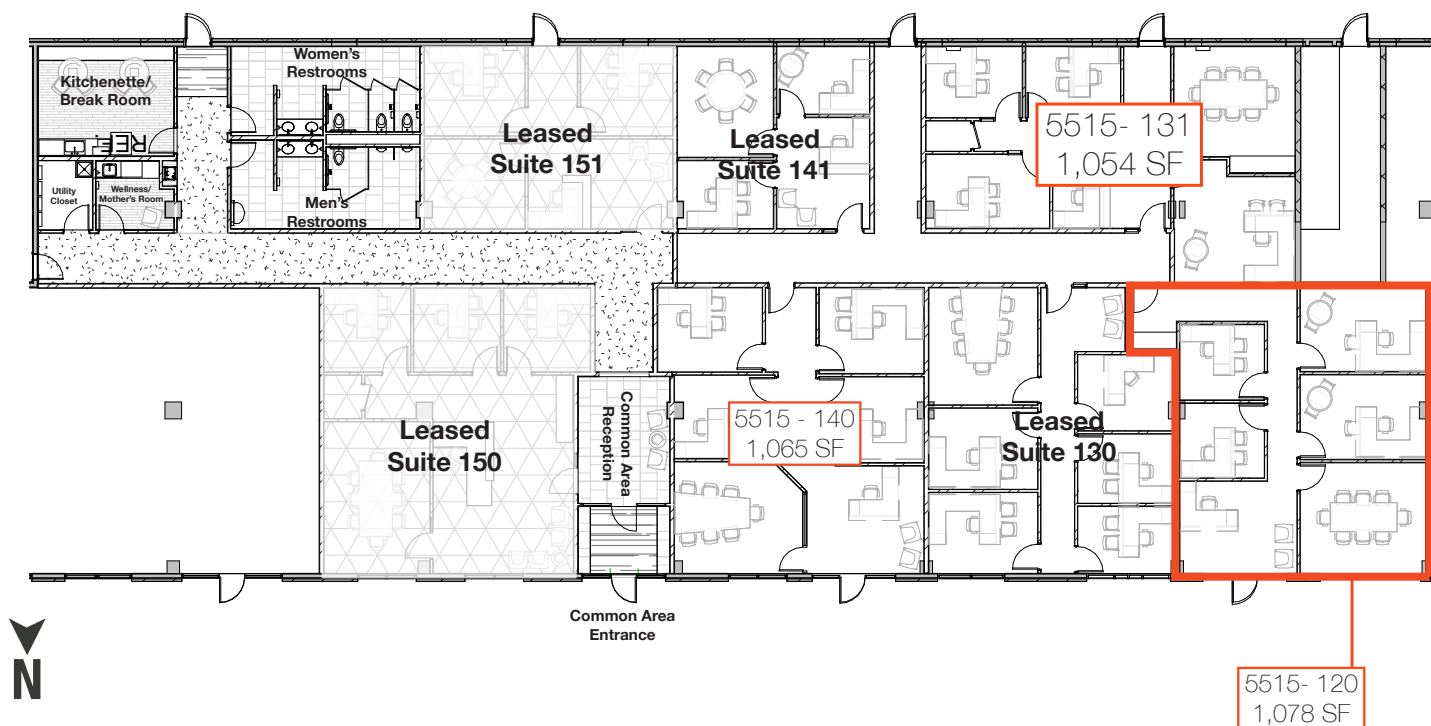 Kitchenette/
Break Room
Women's
Restrooms
REF
Utility
Closet
Wellness/
Mother's Room
Men's
Restrooms
Leased
Suite 151
Leased
Suite 141
5515- 131
1,054 SF
Leased
Suite 150
Common Area
Reception
5515 - 140
1,065 SF
Leased
Suite 130
Common Area
Entrance
N
5515- 120
1,078 SF